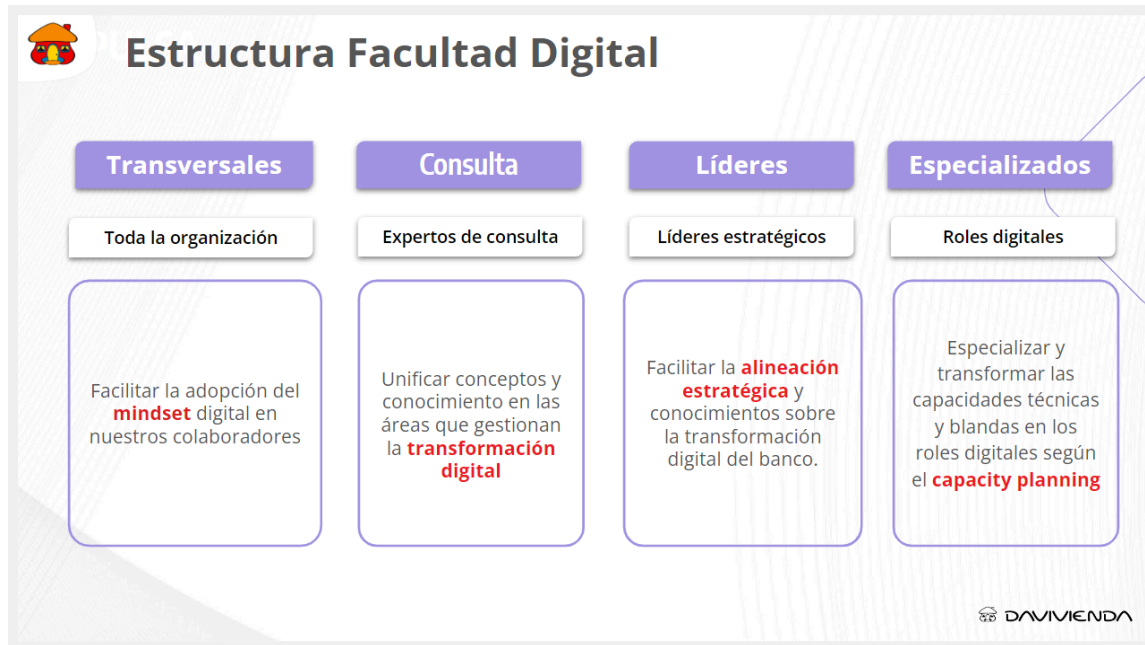 Estructura Facultad Digital
Transversales
Consulta
Líderes
Especializados
Toda la organización
Expertos de consulta
Líderes estratégicos
Roles digitales
Facilitar la adopción del
mindset digital en
nuestros colaboradores
Unificar conceptos y
conocimiento en las
áreas que gestionan
la transformación
digital
Facilitar la alineación
estratégica y
conocimientos sobre
la transformación
digital del banco.
Especializar y
transformar las
capacidades técnicas
y blandas en los
roles digitales según
el capacity planning
DAVIVIENDA